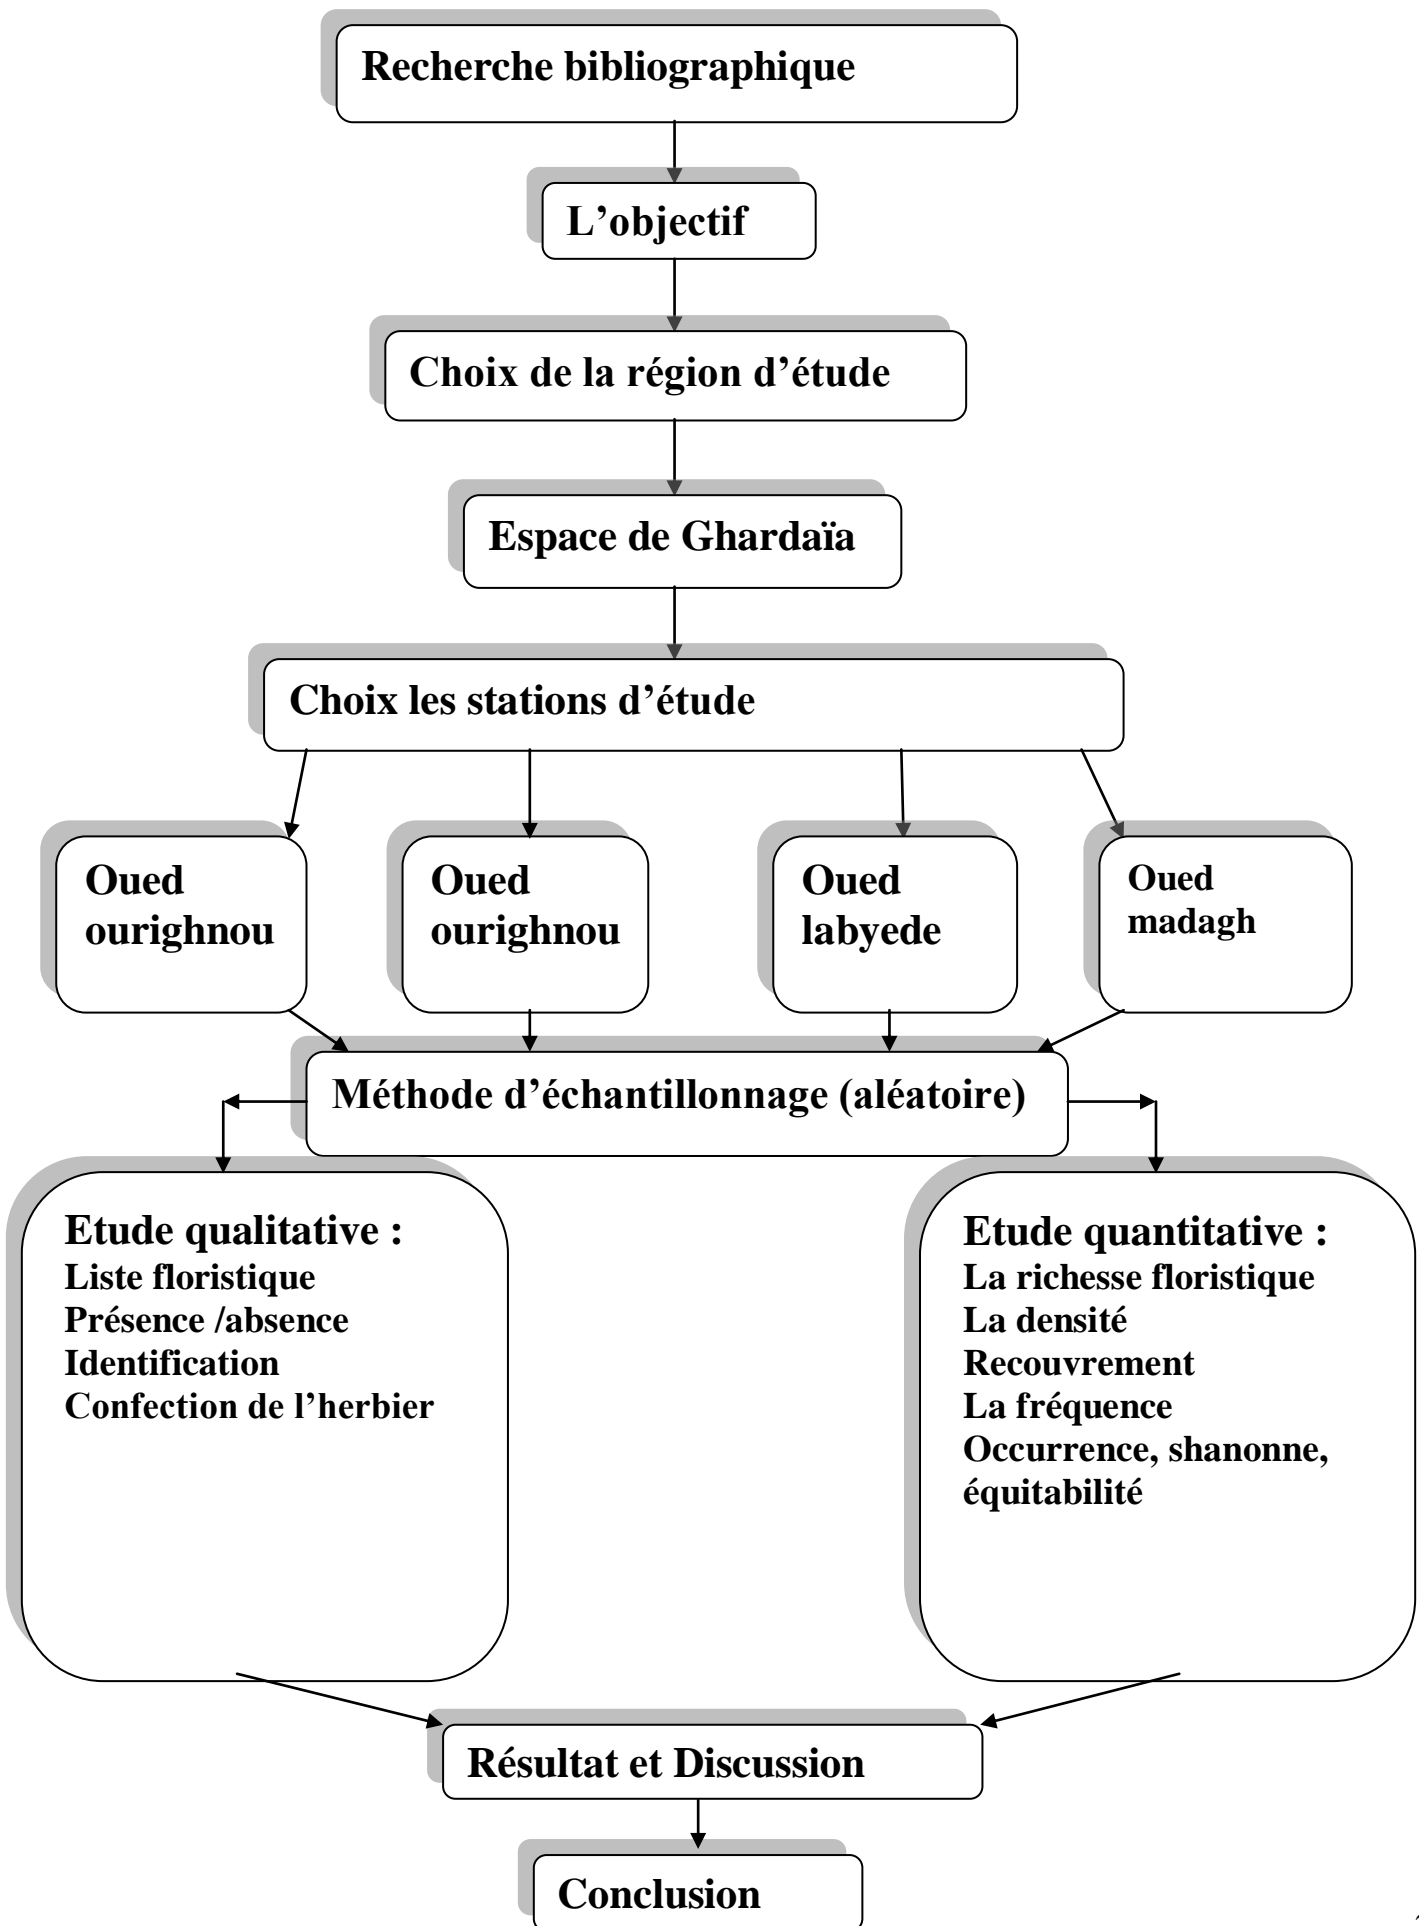 Recherche bibliographique
L’objectif
Choix de la région d’étude
Espace de Ghardaïa
Choix les stations d’étude
Oued
ourighnou
Oued
ourighnou
Oued
labyede
Oued
madagh
Méthode d’échantillonnage (aléatoire)
Etude qualitative :
Liste floristique
Présence /absence
Identification
Confection de l’herbier
Etude quantitative :
La richesse floristique
La densité
Recouvrement
La fréquence
Occurrence, shanonne,
équitabilité
Résultat et Discussion
Conclusion